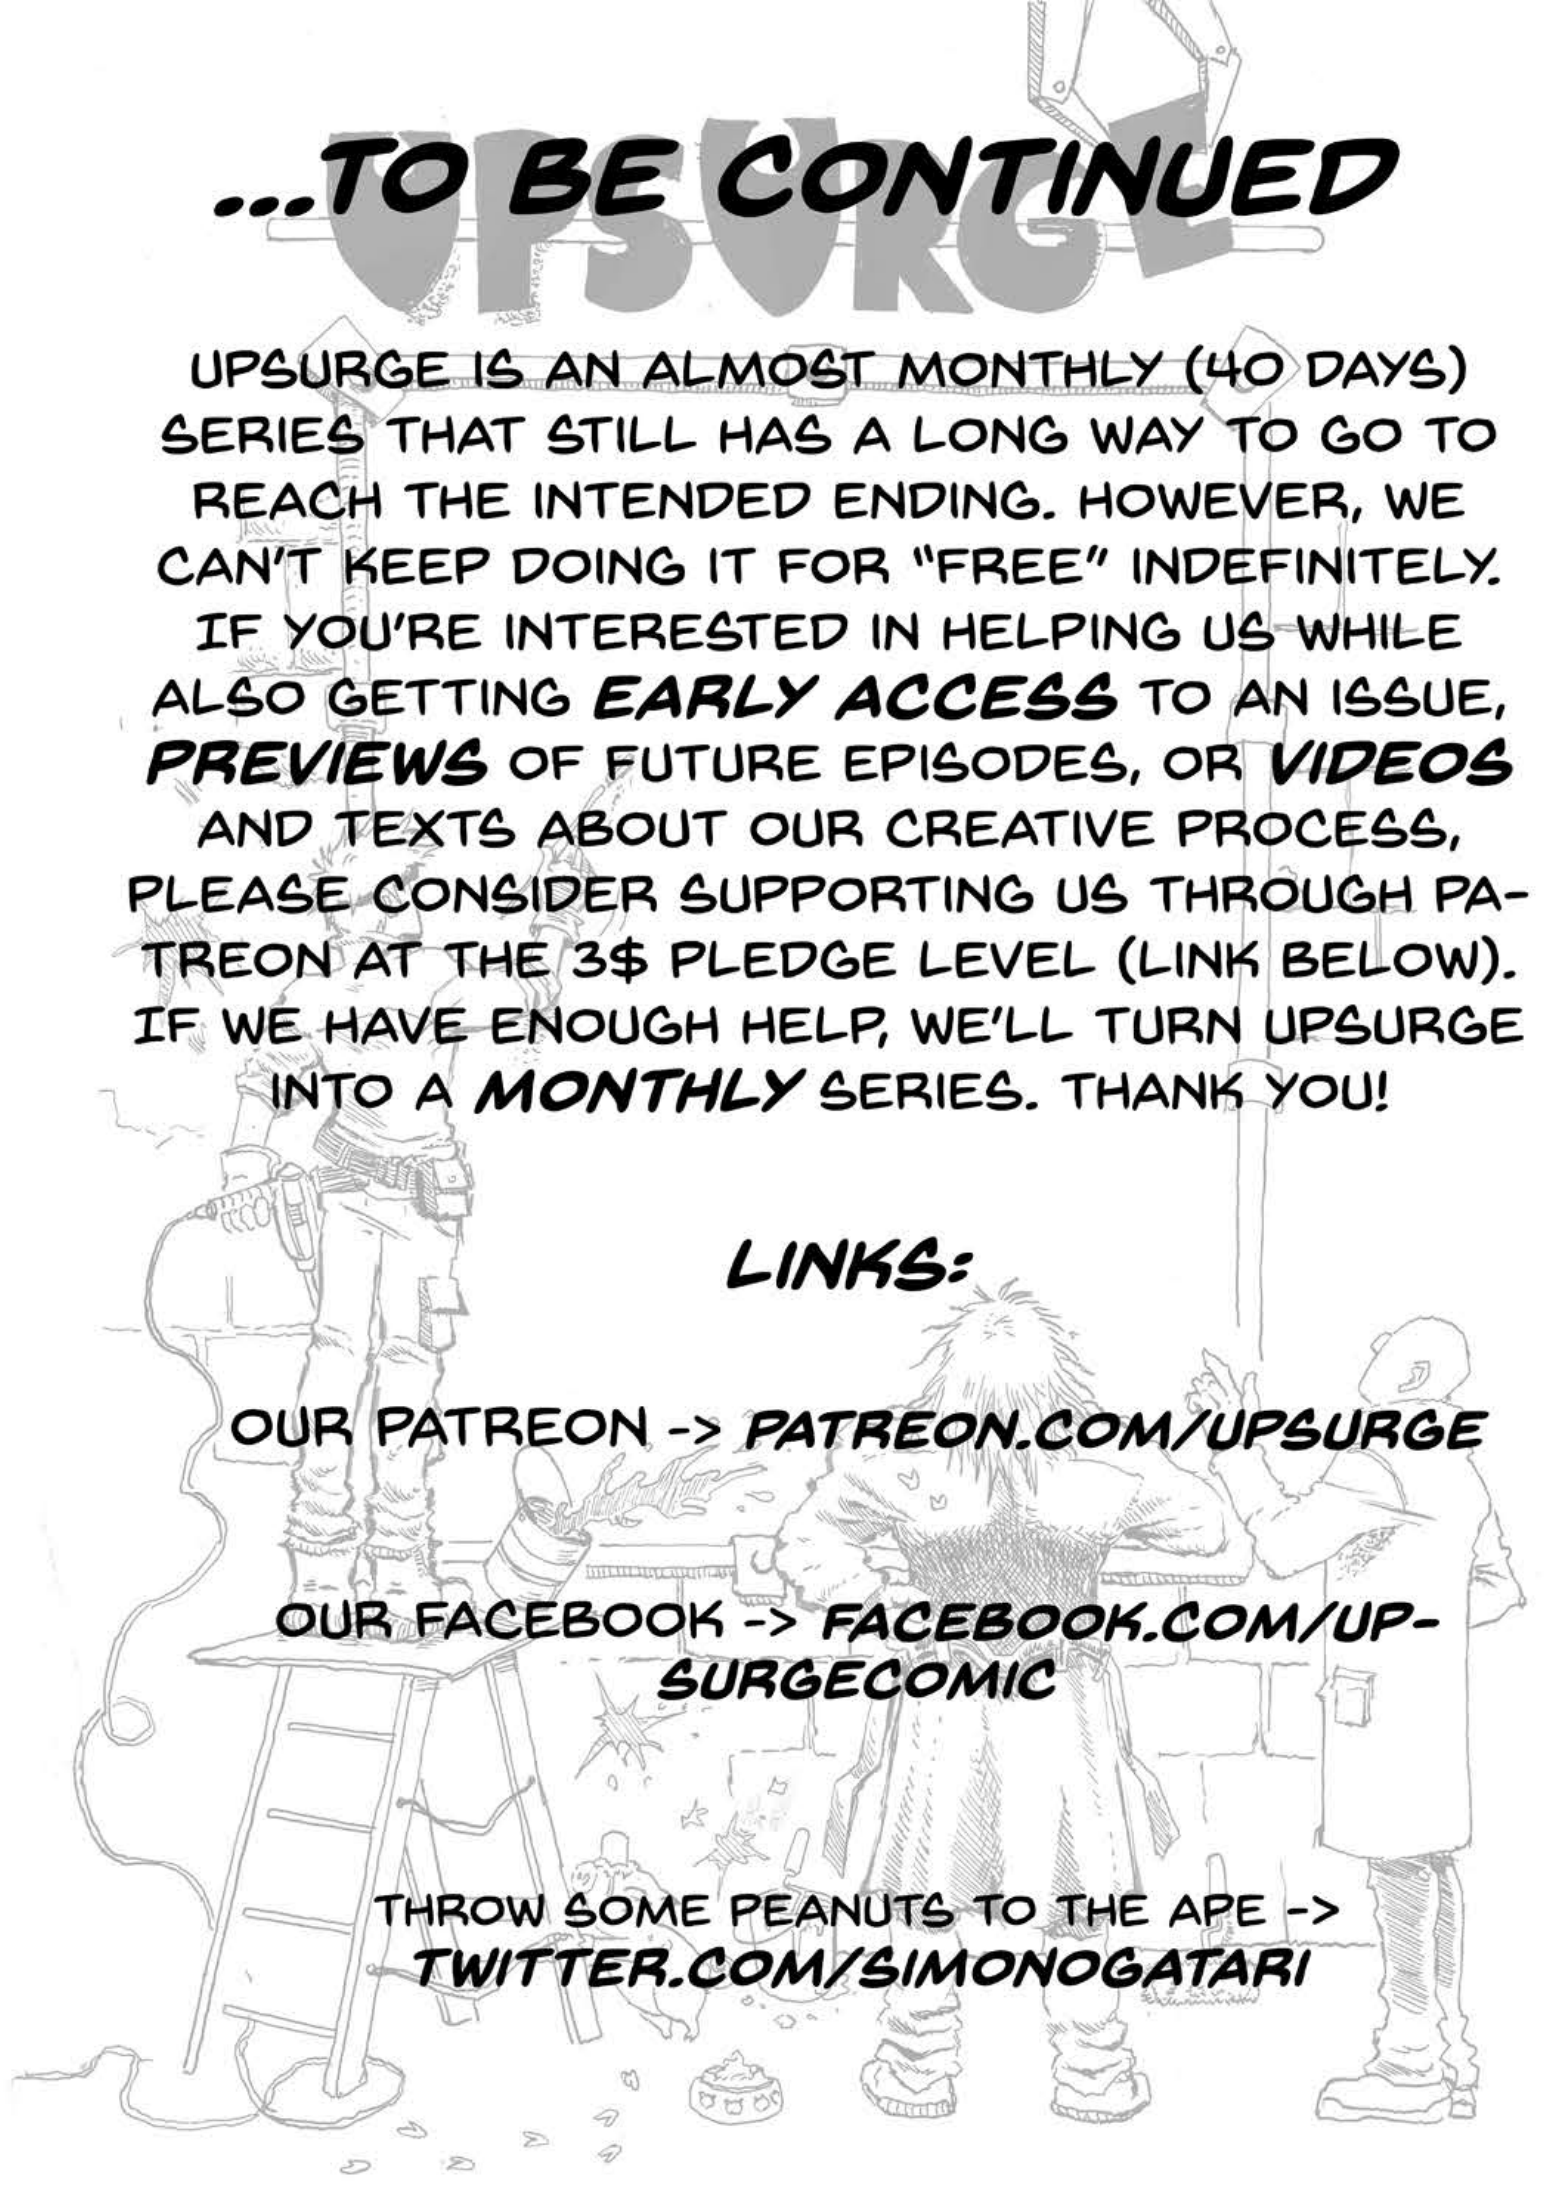 ...TO BE CONTINUED
UPSURGE
UPSURGE IS AN ALMOST MONTHLY (40 DAYS)
SERIES THAT STILL HAS A LONG WAY TO GO TO
REACH THE INTENDED ENDING. HOWEVER, WE
CAN'T KEEP DOING IT FOR "FREE" INDEFINITELY.
IF YOU'RE INTERESTED IN HELPING US WHILE
ALSO GETTING EARLY ACCESS TO AN ISSUE,
PREVIEWS OF FUTURE EPISODES, OR VIDEOS
AND TEXTS ABOUT OUR CREATIVE PROCESS,
PLEASE CONSIDER SUPPORTING US THROUGH PA-
TREON AT THE 3$ PLEDGE LEVEL (LINK BELOW).
IF WE HAVE ENOUGH HELP, WE'LL TURN UPSURGE
INTO A MONTHLY SERIES. THANK YOU!
LINKS:
OUR PATREON -> PATREON.COM/UPSURGE
OUR FACEBOOK -> FACEBOOK.COM/UP-
SURGECOMIC
THROW SOME PEANUTS TO THE APE ->
TWITTER.COM/SIMONOGATARI